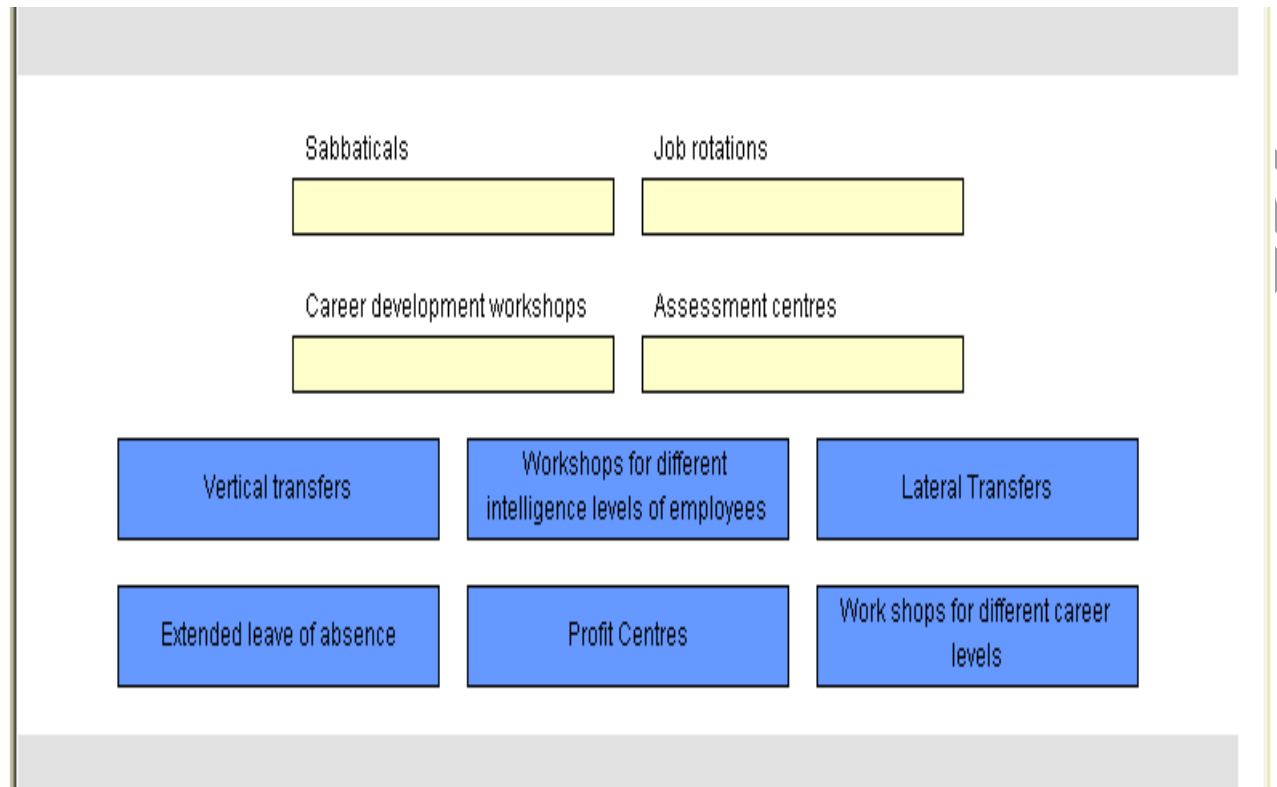 Sabbaticals
Job rotations
Career development workshops
Assessment centres
Vertical transfers
Workshops for different
intelligence levels of employees
Lateral Transfers
Extended leave of absence
Profit Centres
Work shops for different career
levels